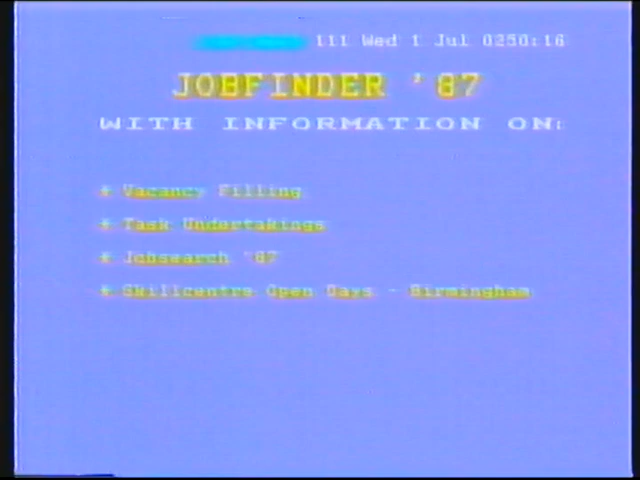 111 Wed 1 Jul 0250:16
JOBFINDER '87
WITH INFORMATION ON:
* Vacancy Filling
* Task Undertakings
* Jobsearch '87
* Skillcentre Open Days - Birmingham